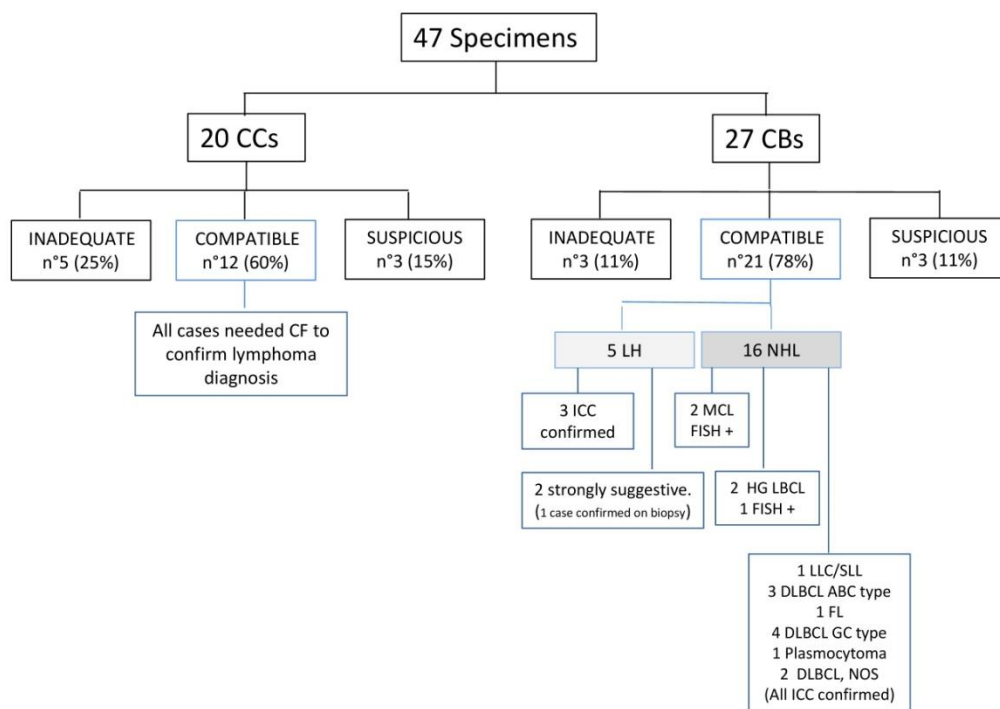 47 Specimens
20 CCs
27 CBs
INADEQUATE
n°5 (25%)
COMPATIBLE
n°12 (60%)
SUSPICIOUS
n°3 (15%)
INADEQUATE
n°3 (11%)
COMPATIBLE
n°21 (78%)
SUSPICIOUS
n°3 (11%)
All cases needed CF to
confirm lymphoma
diagnosis
5 LH
16 NHL
3 ICC
confirmed
2 MCL
FISH +
2 strongly suggestive.
(1 case confirmed on biopsy)
2 HG LBCL
1 FISH +
1 LLC/SLL
3 DLBCL ABC type
1 FL
4 DLBCL GC type
1 Plasmocytoma
2 DLBCL, NOS
(All ICC confirmed)